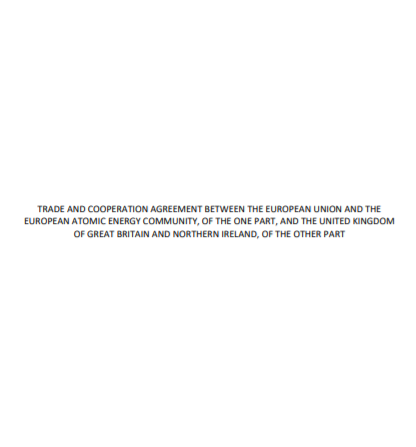 TRADE AND COOPERATION AGREEMENT BETWEEN THE EUROPEAN UNION AND THE
EUROPEAN ATOMIC ENERGY COMMUNITY, OF THE ONE PART, AND THE UNITED KINGDOM
OF GREAT BRITAIN AND NORTHERN IRELAND, OF THE OTHER PART